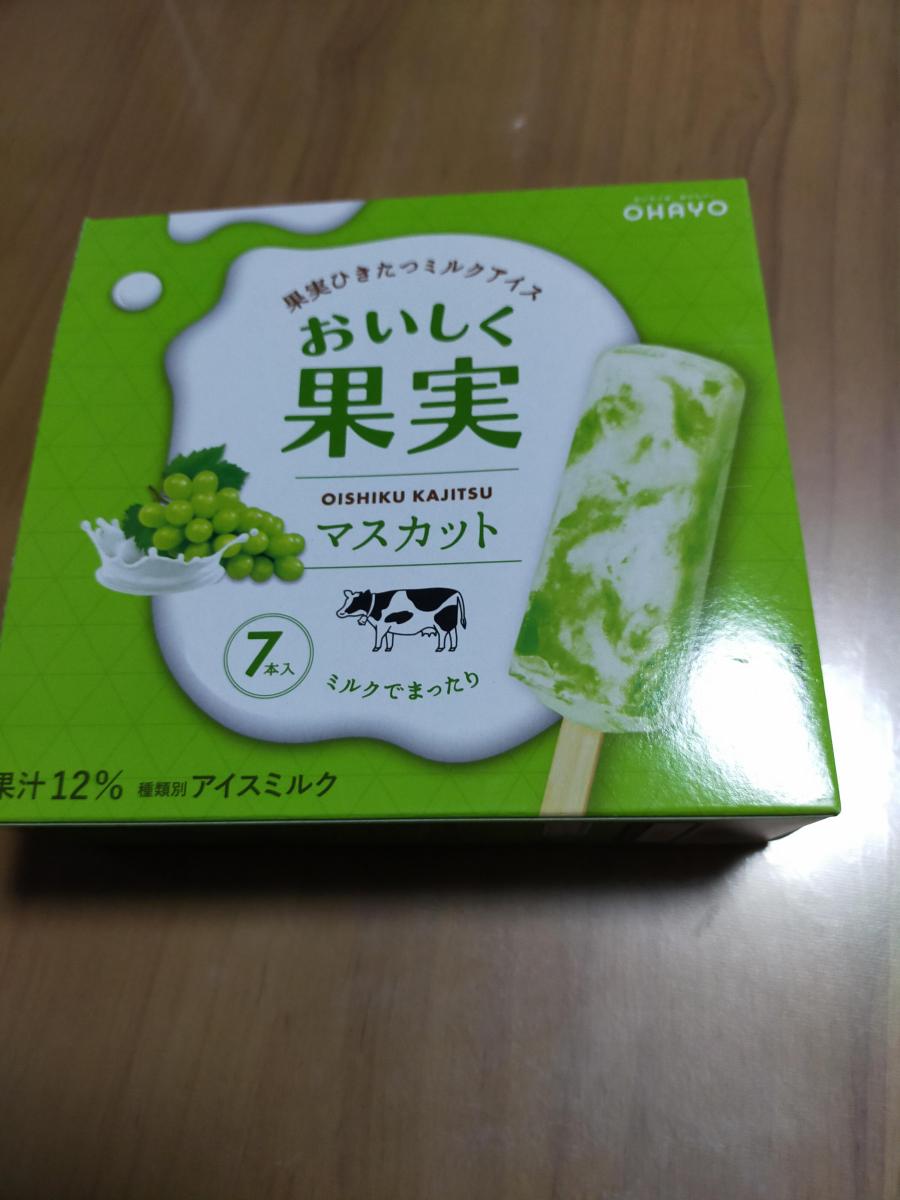 OHAYO
果実ひきたつミルクアイス
おいしく
果実
OISHIKU KAJITSU
マスカット
7本入
ミルクでまったり
果汁12% 種類別 アイスミルク